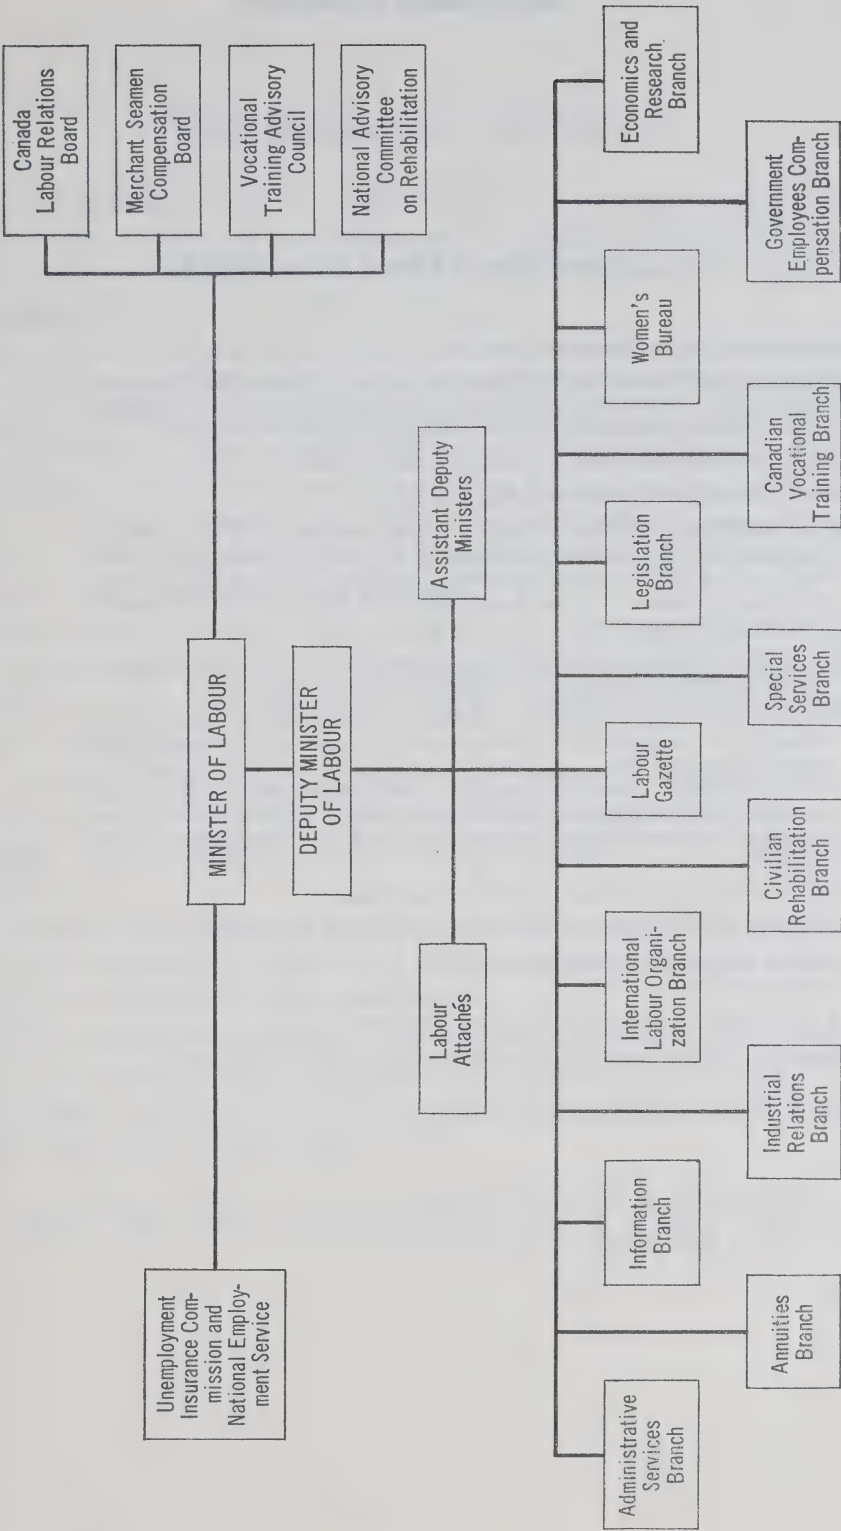 Canada
Labour Relations
Board
Merchant Seamen
Compensation
Board
Vocational
Training Advisory
Council
National Advisory
Committee
on Rehabilitation
MINISTER OF LABOUR
Unemployment
Insurance Com-
mission and
National Employ-
ment Service
DEPUTY MINISTER
OF LABOUR
Labour
Attachés
Assistant Deputy
Ministers
Administrative
Services
Branch
Annuities
Branch
Information
Branch
Industrial
Relations
Branch
International
Labour Organi-
zation Branch
Civilian
Rehabilitation
Branch
Labour
Gazette
Special
Services
Branch
Legislation
Branch
Canadian
Vocational
Training Branch
Women's
Bureau
Government
Employees Com-
pensation Branch
Economics and
Research
Branch